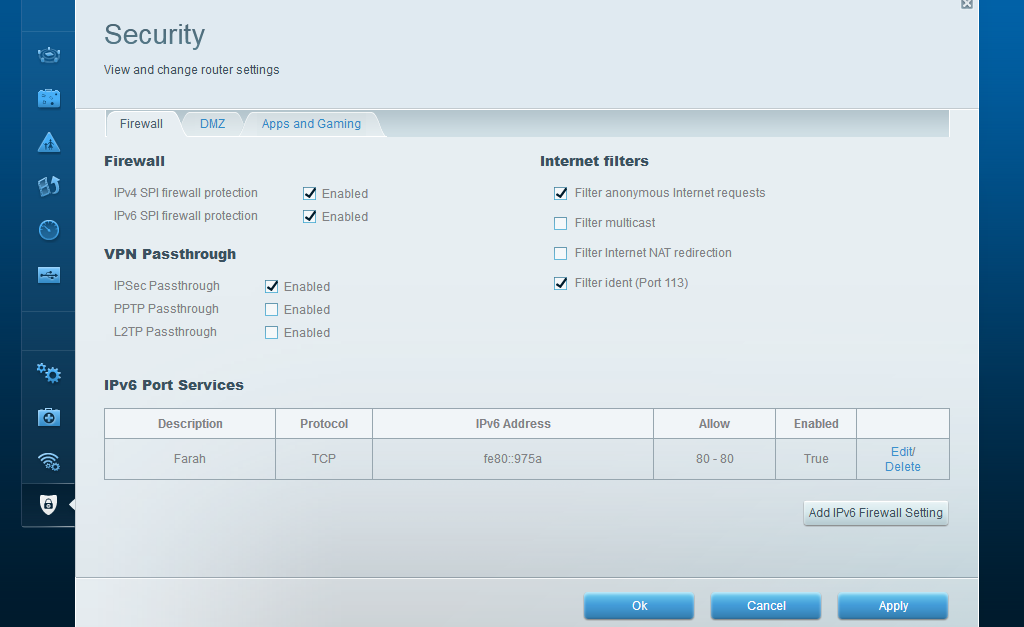 Security
View and change router settings
Firewall DMZ Apps and Gaming
Firewall
IPv4 SPI firewall protection Enabled
IPv6 SPI firewall protection Enabled
VPN Passthrough
IPSec Passthrough Enabled
PPTP Passthrough Enabled
L2TP Passthrough Enabled
Internet filters
Filter anonymous Internet requests
Filter multicast
Filter Internet NAT redirection
Filter ident (Port 113)
IPv6 Port Services
Description Protocol IPv6 Address Allow Enabled
Farah TCP fe80::975a 80 - 80 True Edit/
Delete
Add IPv6 Firewall Setting
Ok Cancel Apply